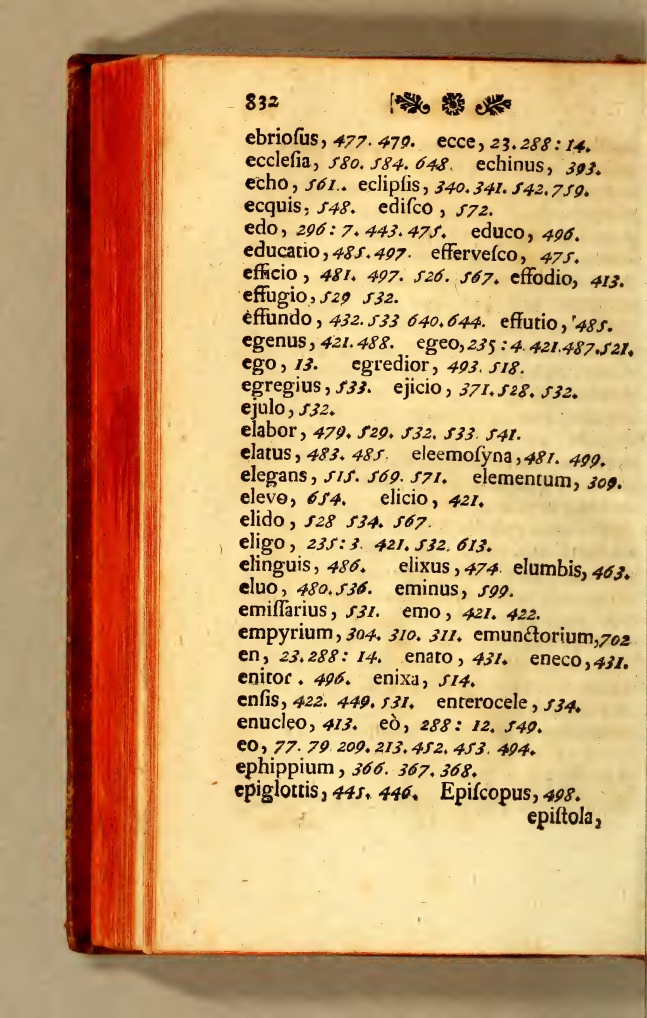 832
ebrioſus, 477. 479. ecce, 23. 288: 14.
eccleſia, 580. 584. 648. echinus, 393.
echo, 561.. eclipſis, 340. 341. 542. 759.
ecquis, 548. ediſco, 572.
edo, 296: 7. 443. 475. educo, 496.
educatio, 485. 497. efferveſco, 475.
efficio, 481. 497. 526. 567. effodio, 413.
effugio, 529 532.
effundo, 432. 533 640. 644. effutio, 485.
egenus, 421. 488. egeo, 235: 4. 421. 487. 521.
ego, 13. egredior, 493. 518.
egregius, 533. ejicio, 371. 528. 532.
ejulo, 532.
elabor, 479. 529. 532. 533. 541.
elatus, 483. 485. eleemoſyna, 481. 499.
elegans, 515. 569. 571. elementum, 309.
elevo, 654. elicio, 421.
elido, 528 534. 567.
eligo, 235: 3. 421. 532. 613.
elinguis, 486. elixus, 474. elumbis, 463.
eluo, 480. 536. eminus, 599.
emiſſarius, 531. emo, 421. 422.
empyrium, 304. 310. 311. emunctorium, 702
en, 23. 288: 14. enato, 431. eneco, 431.
enitor. 496. enixa, 514.
enſis, 422. 449. 531. enterocele, 534.
enucleo, 413. eò, 288: 12. 549.
eo, 77. 79 209. 213. 452. 453. 494.
ephippium, 366. 367. 368.
epiglottis, 445. 446. Epiſcopus, 498.
epiſtola,